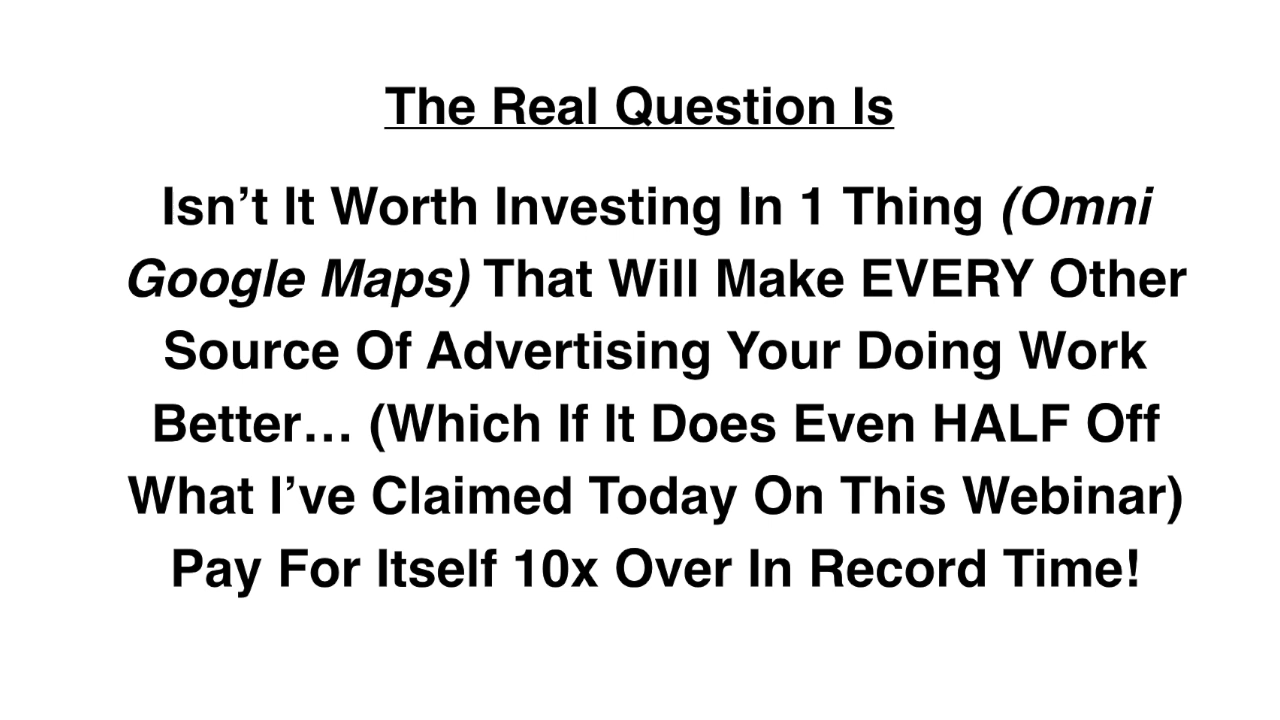 The Real Question Is
Isn’t It Worth Investing In 1 Thing (Omni
Google Maps) That Will Make EVERY Other
Source Of Advertising Your Doing Work
Better… (Which If It Does Even HALF Off
What I’ve Claimed Today On This Webinar)
Pay For Itself 10x Over In Record Time!